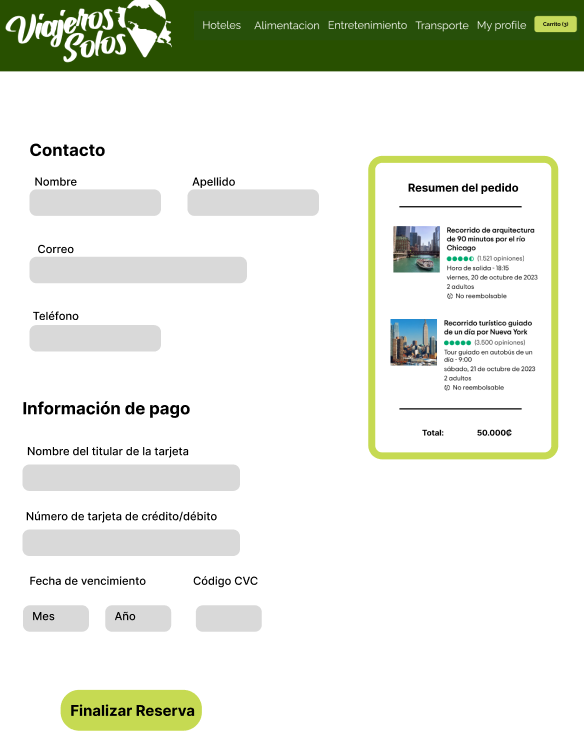 Viajeros
Solos
Hoteles Alimentacion Entretenimiento Transporte My profile Carrito (3)
Contacto
Nombre Apellido
Correo
Teléfono
Información de pago
Nombre del titular de la tarjeta
Número de tarjeta de crédito/débito
Fecha de vencimiento Código CVC
Mes Año
Finalizar Reserva
Resumen del pedido
Recorrido de arquitectura
de 90 minutos por el río
Chicago
(1.521 opiniones)
Hora de salida · 18:15
viernes, 20 de octubre de 2023
2 adultos
No reembolsable
Recorrido turístico guiado
de un día por Nueva York
(3.500 opiniones)
Tour guiado en autobús de un
día · 9:00
sábado, 21 de octubre de 2023
2 adultos
No reembolsable
Total: 50.000₡